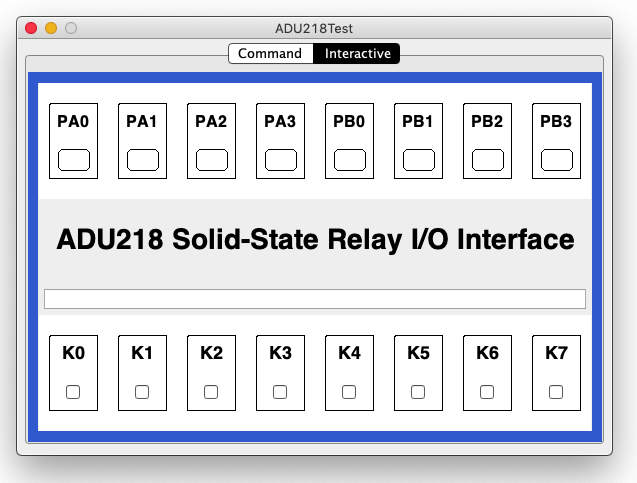 ADU218Test
Command Interactive
PA0 PA1 PA2 PA3 PB0 PB1 PB2 PB3
ADU218 Solid-State Relay I/O Interface
K0 K1 K2 K3 K4 K5 K6 K7